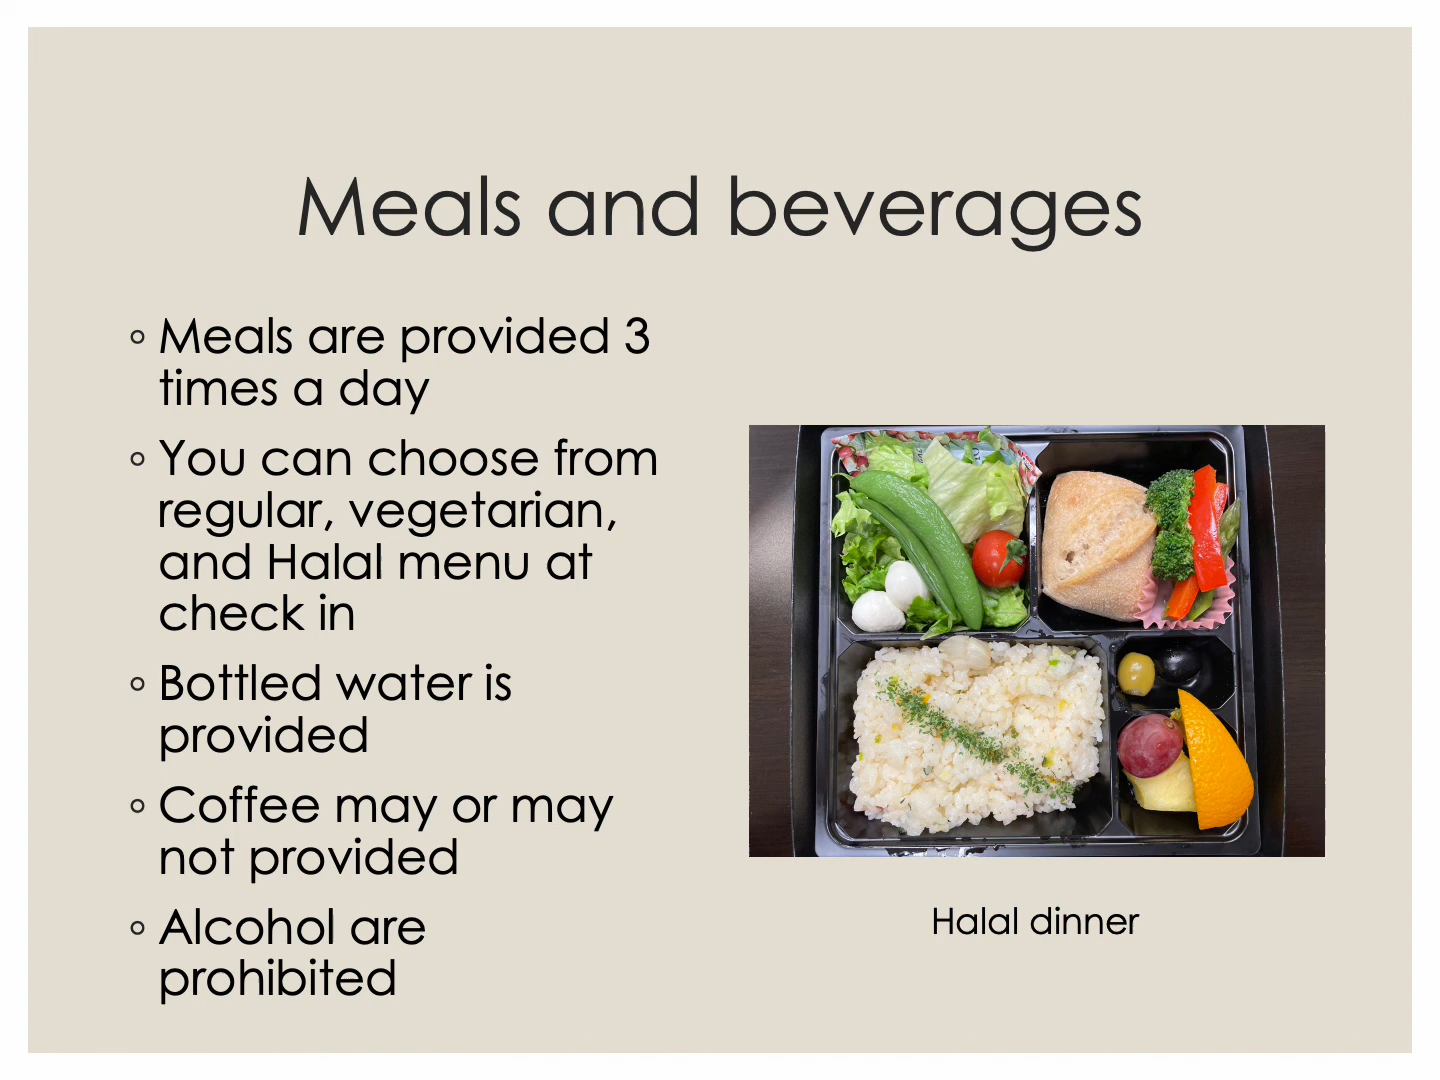 Meals and beverages
◦ Meals are provided 3
times a day
◦ You can choose from
regular, vegetarian,
and Halal menu at
check in
◦ Bottled water is
provided
◦ Coffee may or may
not provided
◦ Alcohol are
prohibited
Halal dinner